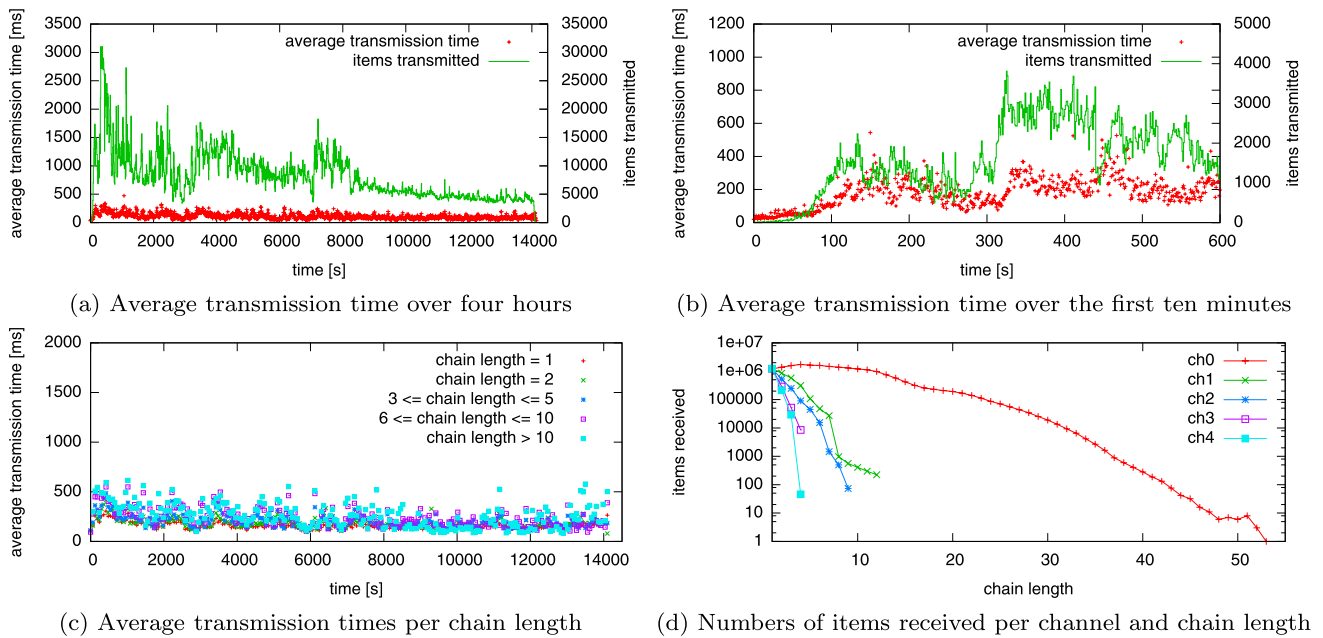 average transmission time [ms]
3500
3000
2500
2000
1500
1000
500
0
35000
30000
25000
20000
15000
10000
5000
0
items transmitted
average transmission time
items transmitted
0 2000 4000 6000 8000 10000 12000 14000
time [s]
(a) Average transmission time over four hours
average transmission time [ms]
1200
1000
800
600
400
200
0
5000
4000
3000
2000
1000
0
items transmitted
average transmission time
items transmitted
0 100 200 300 400 500 600
time [s]
(b) Average transmission time over the first ten minutes
average transmission time [ms]
2000
1500
1000
500
0
chain length = 1
chain length = 2
3 <= chain length <= 5
6 <= chain length <= 10
chain length > 10
0 2000 4000 6000 8000 10000 12000 14000
time [s]
(c) Average transmission times per chain length
items received
1e+07
1e+06
100000
10000
1000
100
10
1
ch0
ch1
ch2
ch3
ch4
10 20 30 40 50
chain length
(d) Numbers of items received per channel and chain length